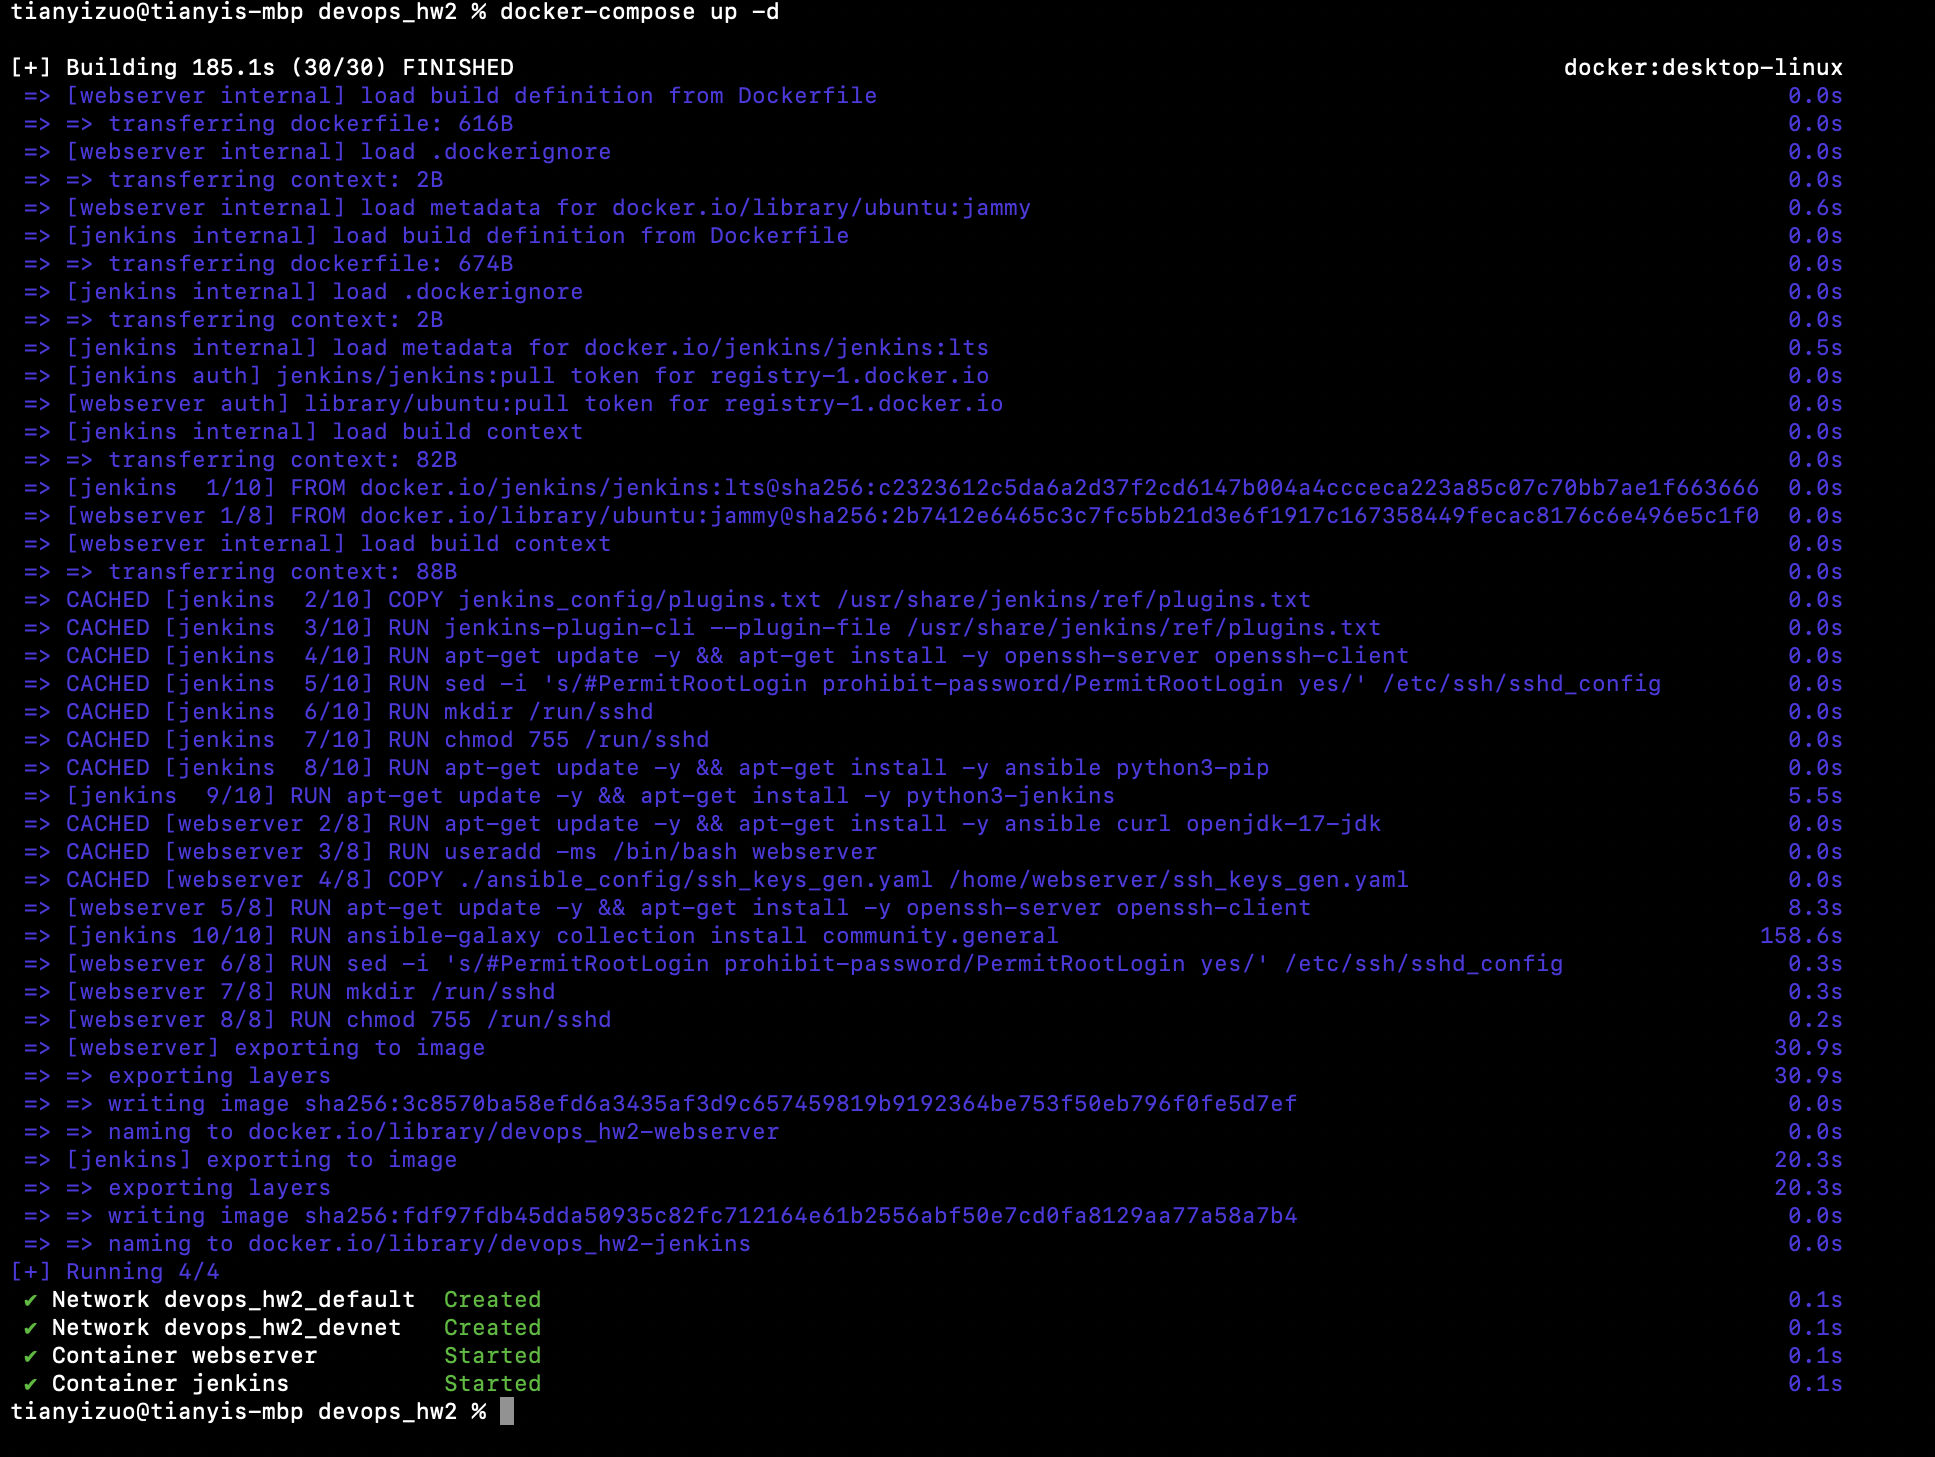 tianyizuo@tianyis-mbp devops_hw2 % docker-compose up -d
[+] Building 185.1s (30/30) FINISHED docker:desktop-linux
=> [webserver internal] load build definition from Dockerfile 0.0s
=> => transferring dockerfile: 616B 0.0s
=> [webserver internal] load .dockerignore 0.0s
=> => transferring context: 2B 0.0s
=> [webserver internal] load metadata for docker.io/library/ubuntu:jammy 0.6s
=> [jenkins internal] load build definition from Dockerfile 0.0s
=> => transferring dockerfile: 674B 0.0s
=> [jenkins internal] load .dockerignore 0.0s
=> => transferring context: 2B 0.0s
=> [jenkins internal] load metadata for docker.io/jenkins/jenkins:lts 0.5s
=> [jenkins auth] jenkins/jenkins:pull token for registry-1.docker.io 0.0s
=> [webserver auth] library/ubuntu:pull token for registry-1.docker.io 0.0s
=> [jenkins internal] load build context 0.0s
=> => transferring context: 82B 0.0s
=> [jenkins  1/10] FROM docker.io/jenkins/jenkins:lts@sha256:c2323612c5da6a2d37f2cd6147b004a4ccceca223a85c07c70bb7ae1f663666 0.0s
=> [webserver 1/8] FROM docker.io/library/ubuntu:jammy@sha256:2b7412e6465c3c7fc5bb21d3e6f1917c167358449fecac8176c6e496e5c1f0 0.0s
=> [webserver internal] load build context 0.0s
=> => transferring context: 88B 0.0s
=> CACHED [jenkins  2/10] COPY jenkins_config/plugins.txt /usr/share/jenkins/ref/plugins.txt 0.0s
=> CACHED [jenkins  3/10] RUN jenkins-plugin-cli --plugin-file /usr/share/jenkins/ref/plugins.txt 0.0s
=> CACHED [jenkins  4/10] RUN apt-get update -y && apt-get install -y openssh-server openssh-client 0.0s
=> CACHED [jenkins  5/10] RUN sed -i 's/#PermitRootLogin prohibit-password/PermitRootLogin yes/' /etc/ssh/sshd_config 0.0s
=> CACHED [jenkins  6/10] RUN mkdir /run/sshd 0.0s
=> CACHED [jenkins  7/10] RUN chmod 755 /run/sshd 0.0s
=> CACHED [jenkins  8/10] RUN apt-get update -y && apt-get install -y ansible python3-pip 0.0s
=> [jenkins  9/10] RUN apt-get update -y && apt-get install -y python3-jenkins 5.5s
=> CACHED [webserver 2/8] RUN apt-get update -y && apt-get install -y ansible curl openjdk-17-jdk 0.0s
=> CACHED [webserver 3/8] RUN useradd -ms /bin/bash webserver 0.0s
=> CACHED [webserver 4/8] COPY ./ansible_config/ssh_keys_gen.yaml /home/webserver/ssh_keys_gen.yaml 0.0s
=> [webserver 5/8] RUN apt-get update -y && apt-get install -y openssh-server openssh-client 8.3s
=> [jenkins 10/10] RUN ansible-galaxy collection install community.general 158.6s
=> [webserver 6/8] RUN sed -i 's/#PermitRootLogin prohibit-password/PermitRootLogin yes/' /etc/ssh/sshd_config 0.3s
=> [webserver 7/8] RUN mkdir /run/sshd 0.3s
=> [webserver 8/8] RUN chmod 755 /run/sshd 0.2s
=> [webserver] exporting to image 30.9s
=> => exporting layers 30.9s
=> => writing image sha256:3c8570ba58efd6a3435af3d9c657459819b9192364be753f50eb796f0fe5d7ef 0.0s
=> => naming to docker.io/library/devops_hw2-webserver 0.0s
=> [jenkins] exporting to image 20.3s
=> => exporting layers 20.3s
=> => writing image sha256:fdf97fdb45dda50935c82fc712164e61b2556abf50e7cd0fa8129aa77a58a7b4 0.0s
=> => naming to docker.io/library/devops_hw2-jenkins 0.0s
[+] Running 4/4
✔ Network devops_hw2_default Created 0.1s
✔ Network devops_hw2_devnet Created 0.1s
✔ Container webserver Started 0.1s
✔ Container jenkins Started 0.1s
tianyizuo@tianyis-mbp devops_hw2 %